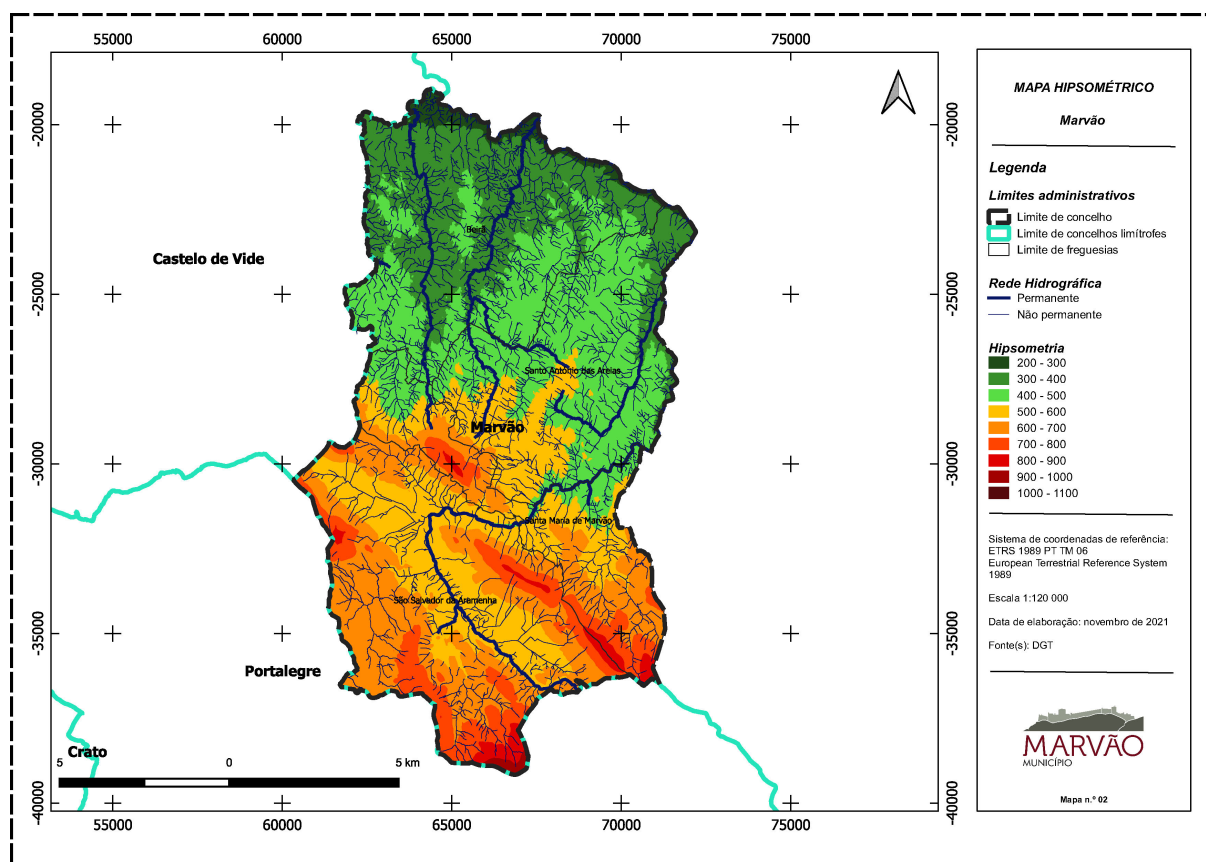 55000
60000
65000
70000
75000
-20000
-25000
-30000
-35000
-40000
-20000
-25000
-30000
-35000
-40000
Castelo de Vide
Beirã
Santo António das Areias
Marvão
Santa Maria de Marvão
São Salvador da Aramenha
Portalegre
Crato
5 0 5 km
55000
60000
65000
70000
75000
MAPA HIPSOMÉTRICO
Marvão
Legenda
Limites administrativos
Limite de concelho
Limite de concelhos limítrofes
Limite de freguesias
Rede Hidrográfica
Permanente
Não permanente
Hipsometria
200 - 300
300 - 400
400 - 500
500 - 600
600 - 700
700 - 800
800 - 900
900 - 1000
1000 - 1100
Sistema de coordenadas de referência:
ETRS 1989 PT TM 06
European Terrestrial Reference System
1989
Escala 1:120 000
Data de elaboração: novembro de 2021
Fonte(s): DGT
MARVÃO
MUNICÍPIO
Mapa n.º 02